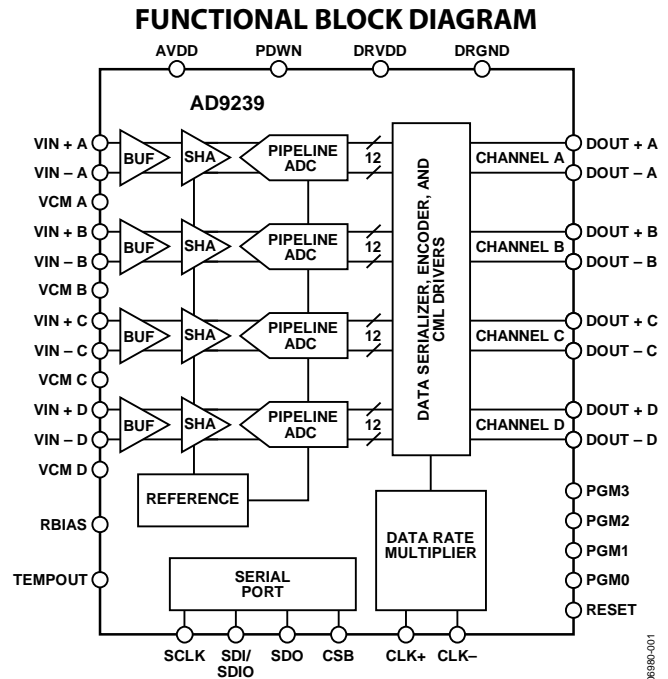 FUNCTIONAL BLOCK DIAGRAM
AVDD PDWN DRVDD DRGND
AD9239
VIN + A
BUF
SHA
PIPELINE
ADC
12
CHANNEL A
DOUT + A
VIN – A
DOUT – A
VCM A
VIN + B
BUF
SHA
PIPELINE
ADC
12
CHANNEL B
DOUT + B
VIN – B
DOUT – B
VCM B
VIN + C
BUF
SHA
PIPELINE
ADC
12
CHANNEL C
DOUT + C
VIN – C
DOUT – C
VCM C
VIN + D
BUF
SHA
PIPELINE
ADC
12
CHANNEL D
DOUT + D
VIN – D
DOUT – D
VCM D
DATA SERIALIZER, ENCODER, AND
CML DRIVERS
REFERENCE
RBIAS
TEMPOUT
DATA RATE
MULTIPLIER
SERIAL
PORT
PGM3
PGM2
PGM1
PGM0
RESET
SCLK SDI/ SDO CSB CLK+ CLK–
SDIO
06980-001